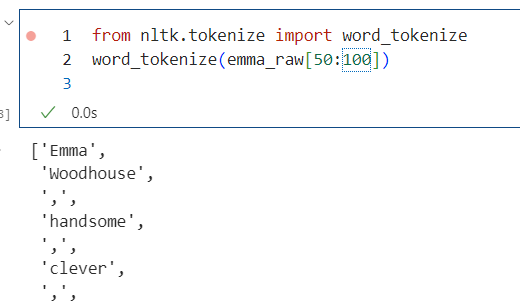 1 from nltk.tokenize import word_tokenize
2 word_tokenize(emma_raw[50:100])
3
] 0.0s
['Emma',
'Woodhouse',
',',
'handsome',
',',
'clever',
',',